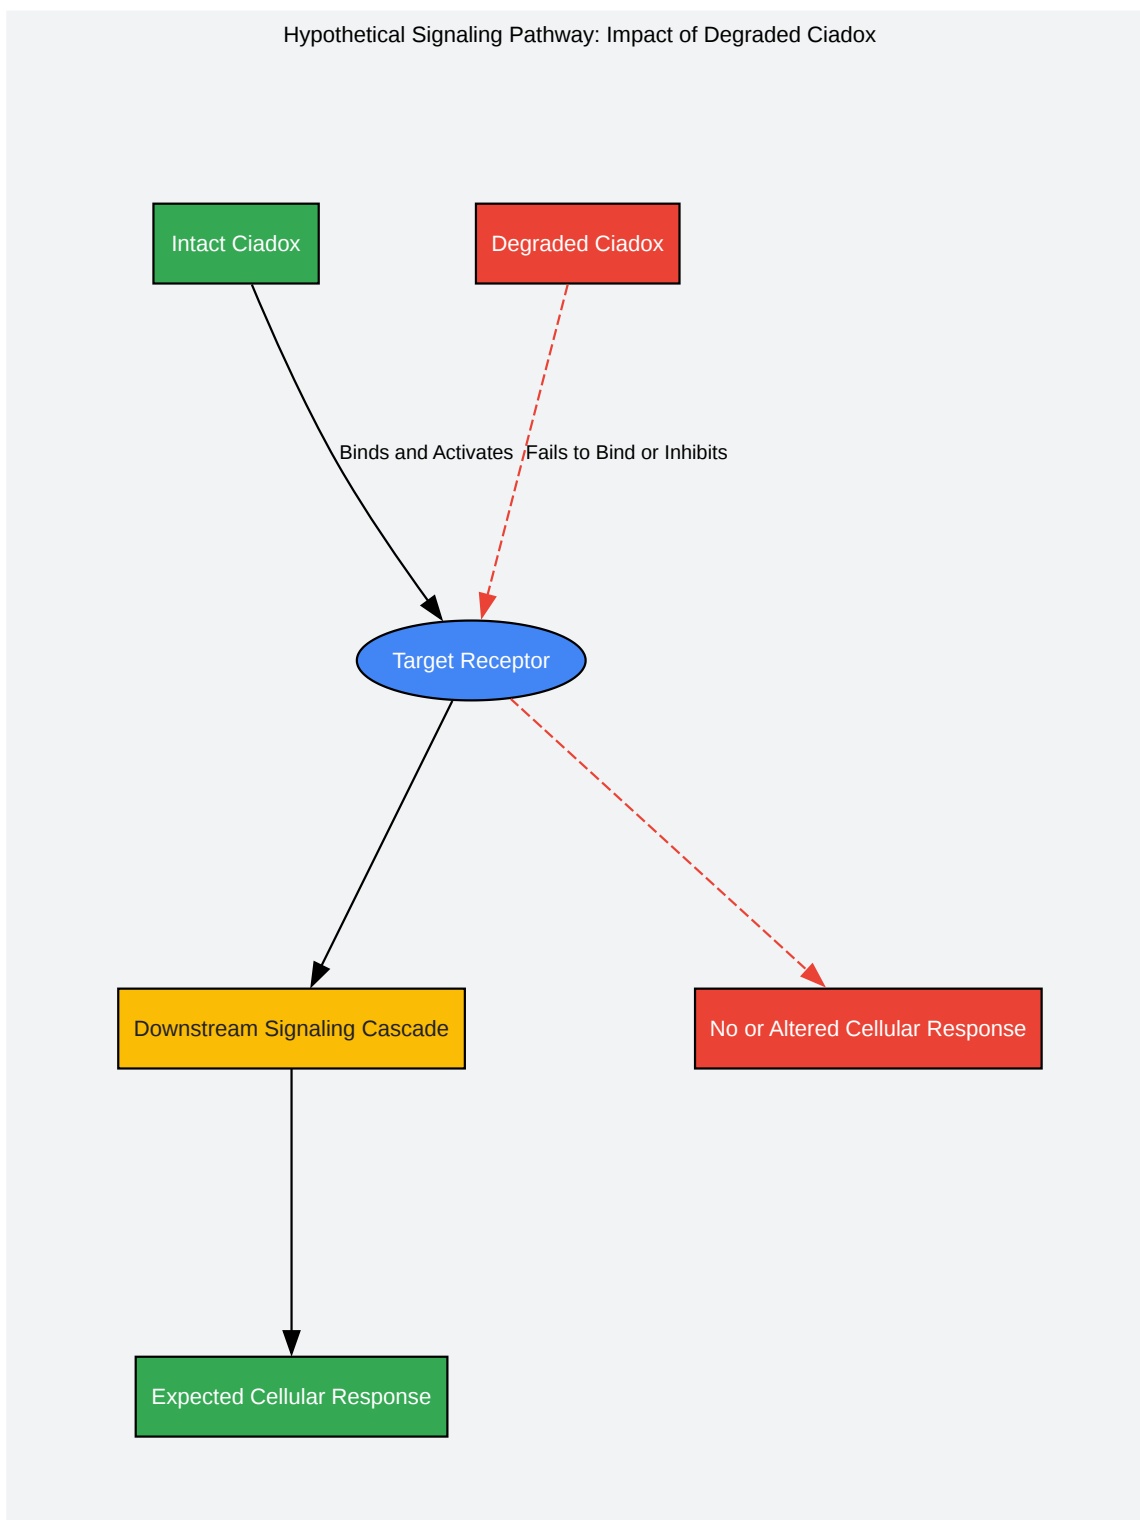 Hypothetical Signaling Pathway: Impact of Degraded Ciadox
Intact Ciadox
Degraded Ciadox
Binds and Activates
Fails to Bind or Inhibits
Target Receptor
Downstream Signaling Cascade
No or Altered Cellular Response
Expected Cellular Response